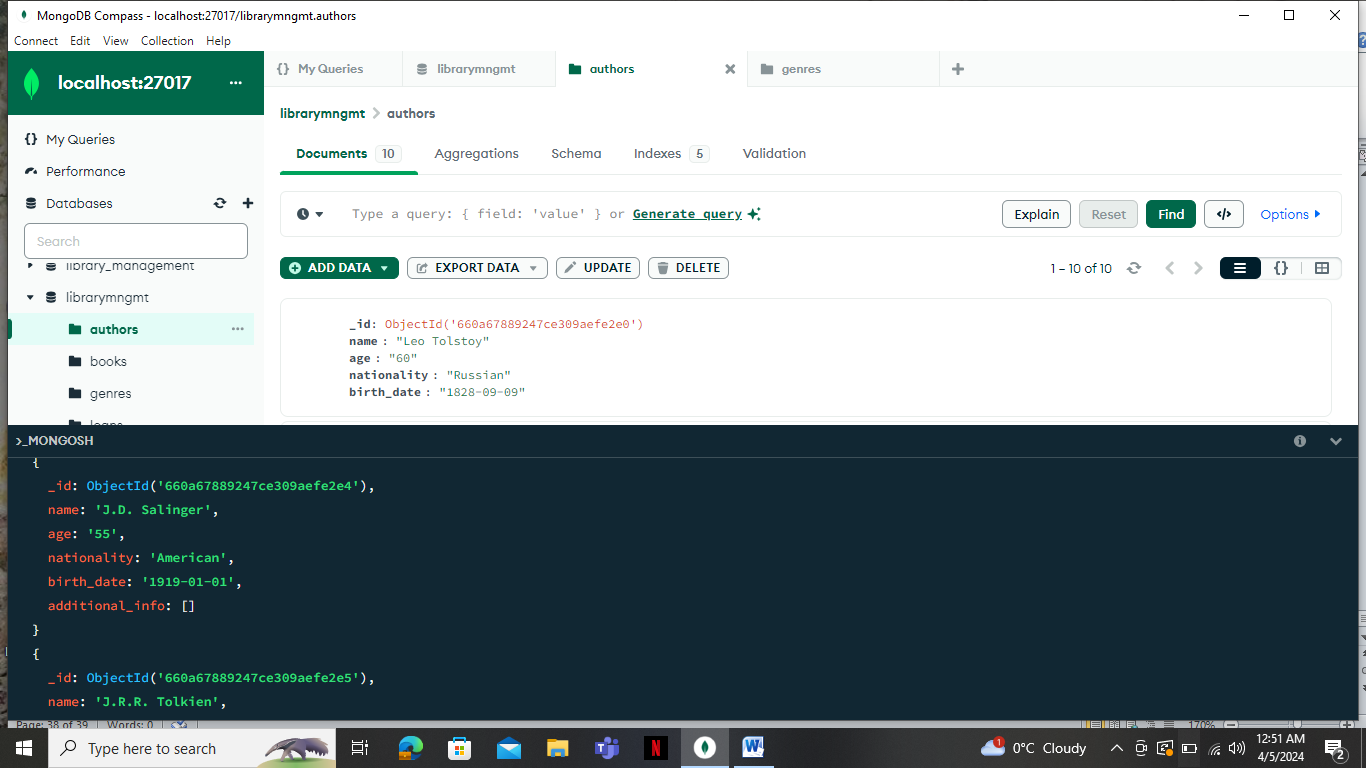 MongoDB Compass - localhost:27017/librarymngmt.authors
Connect Edit View Collection Help
localhost:27017 ...
{} My Queries
librarymngmt
authors
genres
librarymngmt > authors
My Queries
Performance
Databases
Search
library_management
librarymngmt
authors
books
genres
loans
Documents 10 Aggregations Schema Indexes 5 Validation
Type a query: { field: 'value' } or Generate query
Explain Reset Find </> Options
ADD DATA EXPORT DATA UPDATE DELETE
1 – 10 of 10
{}
_id: ObjectId('660a67889247ce309aefe2e0')
name : "Leo Tolstoy"
age : "60"
nationality : "Russian"
birth_date : "1828-09-09"
>_MONGOSH
{
_id: ObjectId('660a67889247ce309aefe2e4'),
name: 'J.D. Salinger',
age: '55',
nationality: 'American',
birth_date: '1919-01-01',
additional_info: []
}
{
_id: ObjectId('660a67889247ce309aefe2e5'),
name: 'J.R.R. Tolkien',
Page: 38 of 39 Words: 0 170%
Type here to search
0°C Cloudy
12:51 AM
4/5/2024